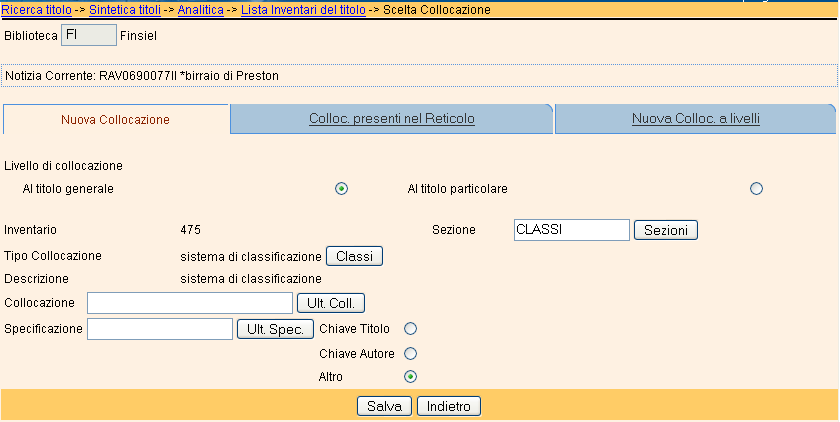 Ricerca titolo -> Sintetica titoli -> Analitica -> Lista Inventari del titolo -> Scelta Collocazione
Biblioteca FI Finsiel
Notizia Corrente: RAV0690077Il *birraio di Preston
Nuova Collocazione Colloc. presenti nel Reticolo Nuova Colloc. a livelli
Livello di collocazione
Al titolo generale Al titolo particolare
Inventario 475 Sezione CLASSI Sezioni
Tipo Collocazione sistema di classificazione Classi
Descrizione sistema di classificazione
Collocazione Ult. Coll.
Specificazione Ult. Spec. Chiave Titolo
Chiave Autore
Altro
Salva Indietro